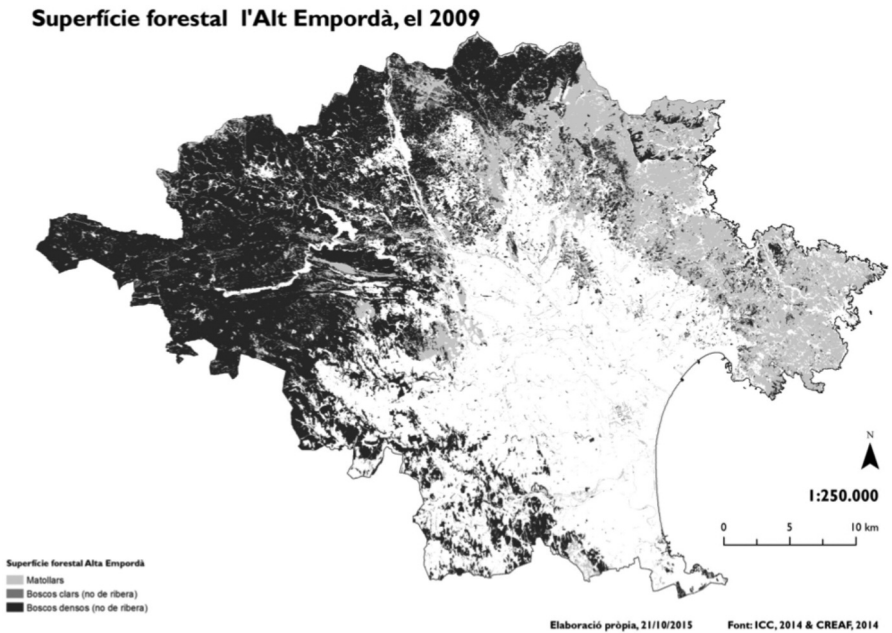 Superfície forestal l'Alt Empordà, el 2009
N
1:250.000
0 5 10 km
Superfície forestal Alta Empordà
Matollars
Boscos clars (no de ribera)
Boscos densos (no de ribera)
Elaboració pròpia, 21/10/2015 Font: ICC, 2014 & CREAF, 2014